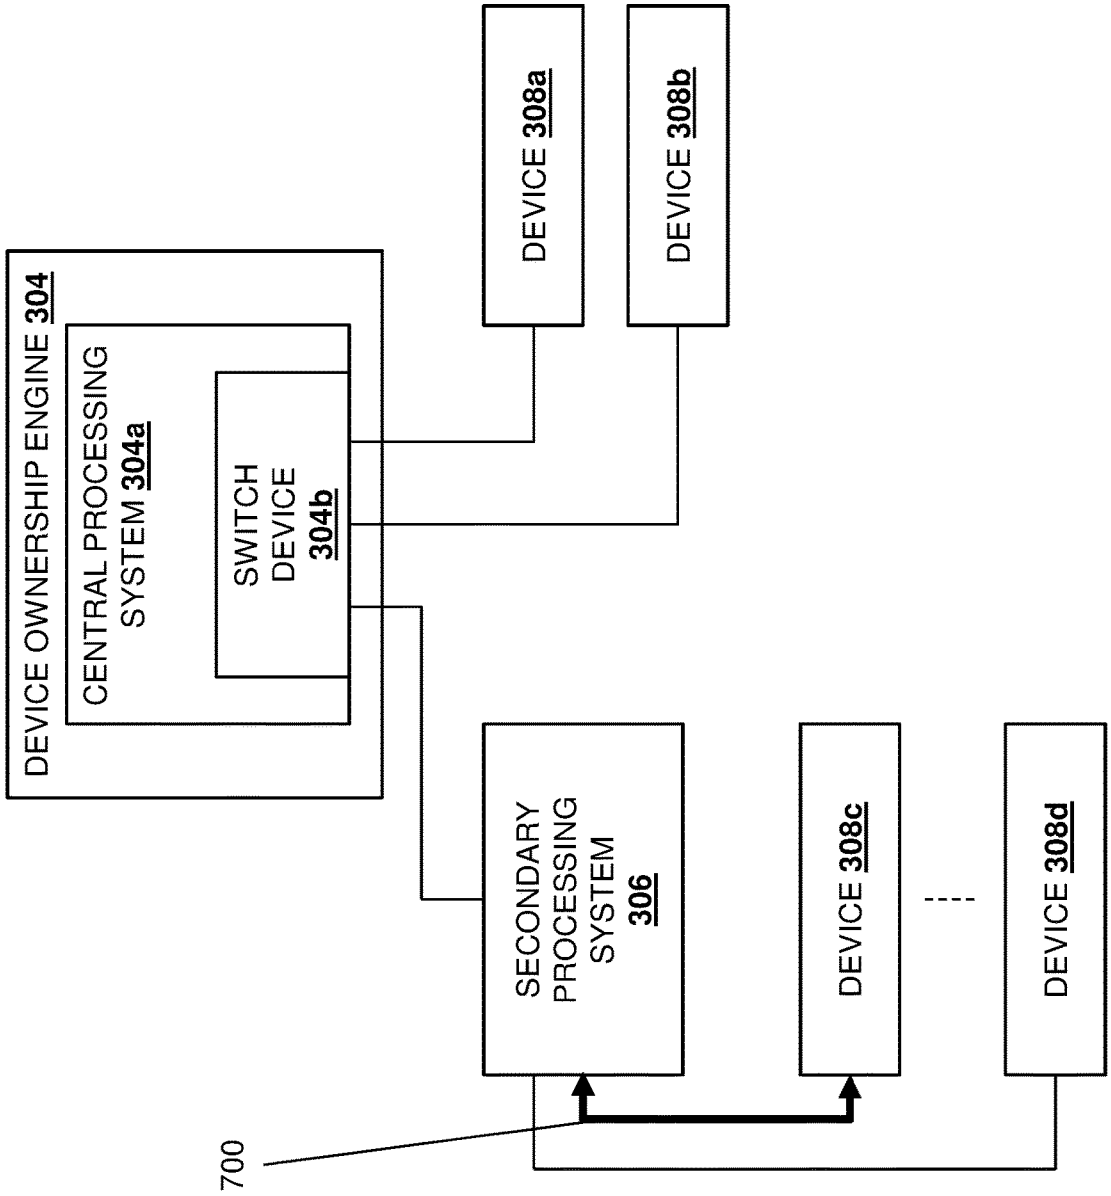 DEVICE OWNERSHIP ENGINE 304
CENTRAL PROCESSING
SYSTEM 304a
SWITCH
DEVICE
304b
SECONDARY
PROCESSING
SYSTEM
306
DEVICE 308a
DEVICE 308b
DEVICE 308c
DEVICE 308d
700